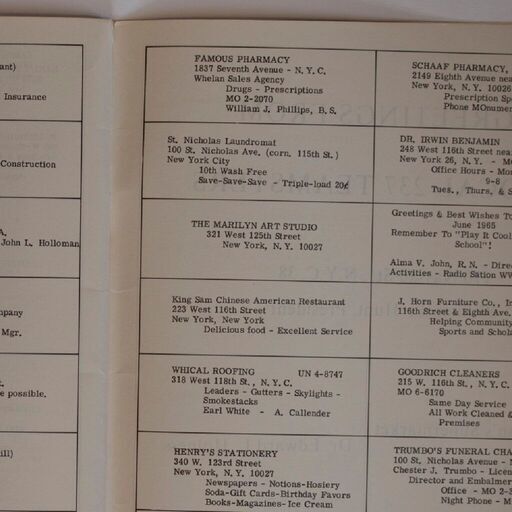 ant)
Insurance
Construction
A.
John L. Holloman
mpany
Mgr.
t.
e possible.
ill)
FAMOUS PHARMACY
1837 Seventh Avenue - N.Y.C.
Whelan Sales Agency
Drugs - Prescriptions
MO 2-2070
William J. Phillips, B.S.
St. Nicholas Laundromat
100 St. Nicholas Ave. (corn. 115th St.)
New York City
10th Wash Free
Save-Save-Save - Triple-load 20¢
THE MARILYN ART STUDIO
321 West 125th Street
New York, N.Y. 10027
King Sam Chinese American Restaurant
223 West 116th Street
New York, New York
Delicious food - Excellent Service
WHICAL ROOFING UN 4-8747
318 West 118th St., N.Y.C.
Leaders - Gutters - Skylights -
Smokestacks
Earl White - A. Callender
HENRY'S STATIONERY
340 W. 123rd Street
New York, N.Y. 10027
Newspapers - Notions-Hosiery
Soda-Gift Cards-Birthday Favors
Books-Magazines-Ice Cream
SCHAAF PHARMACY,
2149 Eighth Avenue nea
New York, N.Y. 10026
Prescription Sp
Phone MOnumen
DR. IRWIN BENJAMIN
248 West 116th Street nea
New York 26, N.Y. - M
Office Hours - Mon
9-8
Tues., Thurs. & S
Greetings & Best Wishes To
June 1965
Remember To "Play It Cool
School"!
Alma V. John, R.N. - Direc
Activities - Radio Sation WW
J. Horn Furniture Co., In
116th Street & Eighth Ave.
Helping Community
Sports and Schola
GOODRICH CLEANERS
215 W. 116th St., N.Y.C.
MO 6-6170
Same Day Service
All Work Cleaned &
Premises
TRUMBO'S FUNERAL CHA
100 St. Nicholas Avenue - N
Chester J. Trumbo - Licen
Director and Embalmer
Office - MO 2-3
Night Phone - M